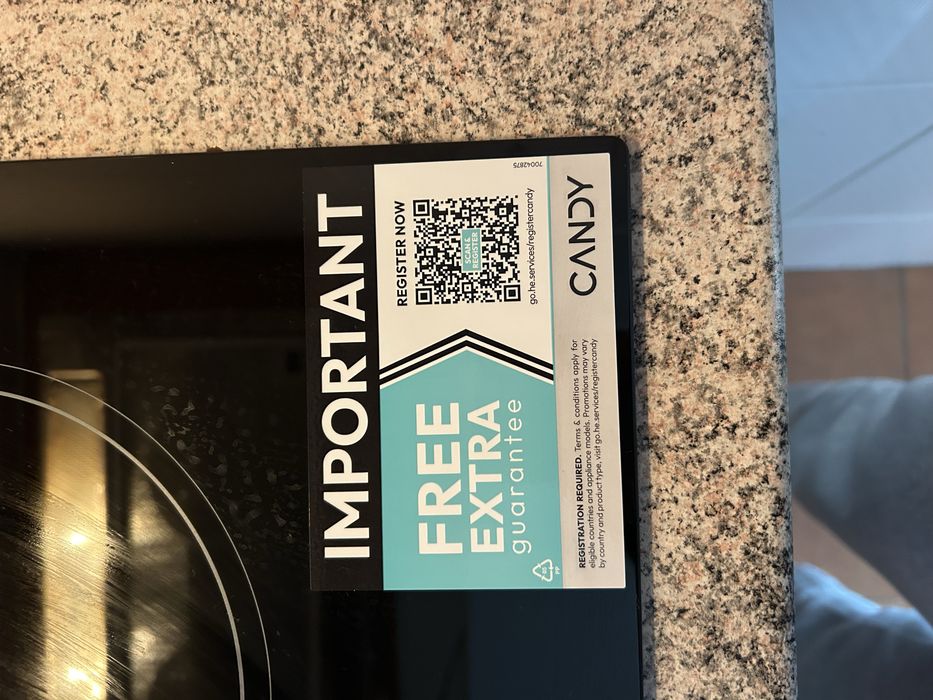 IMPORTANT
FREE
EXTRA
guarantee
REGISTER NOW
SCAN &
REGISTER
go.he.services/registercandy
70042875
REGISTRATION REQUIRED. Terms & conditions apply for
eligible countries and appliance models. Promotions may vary
by country and product type, visit go.he.services/registercandy
CANDY
PP